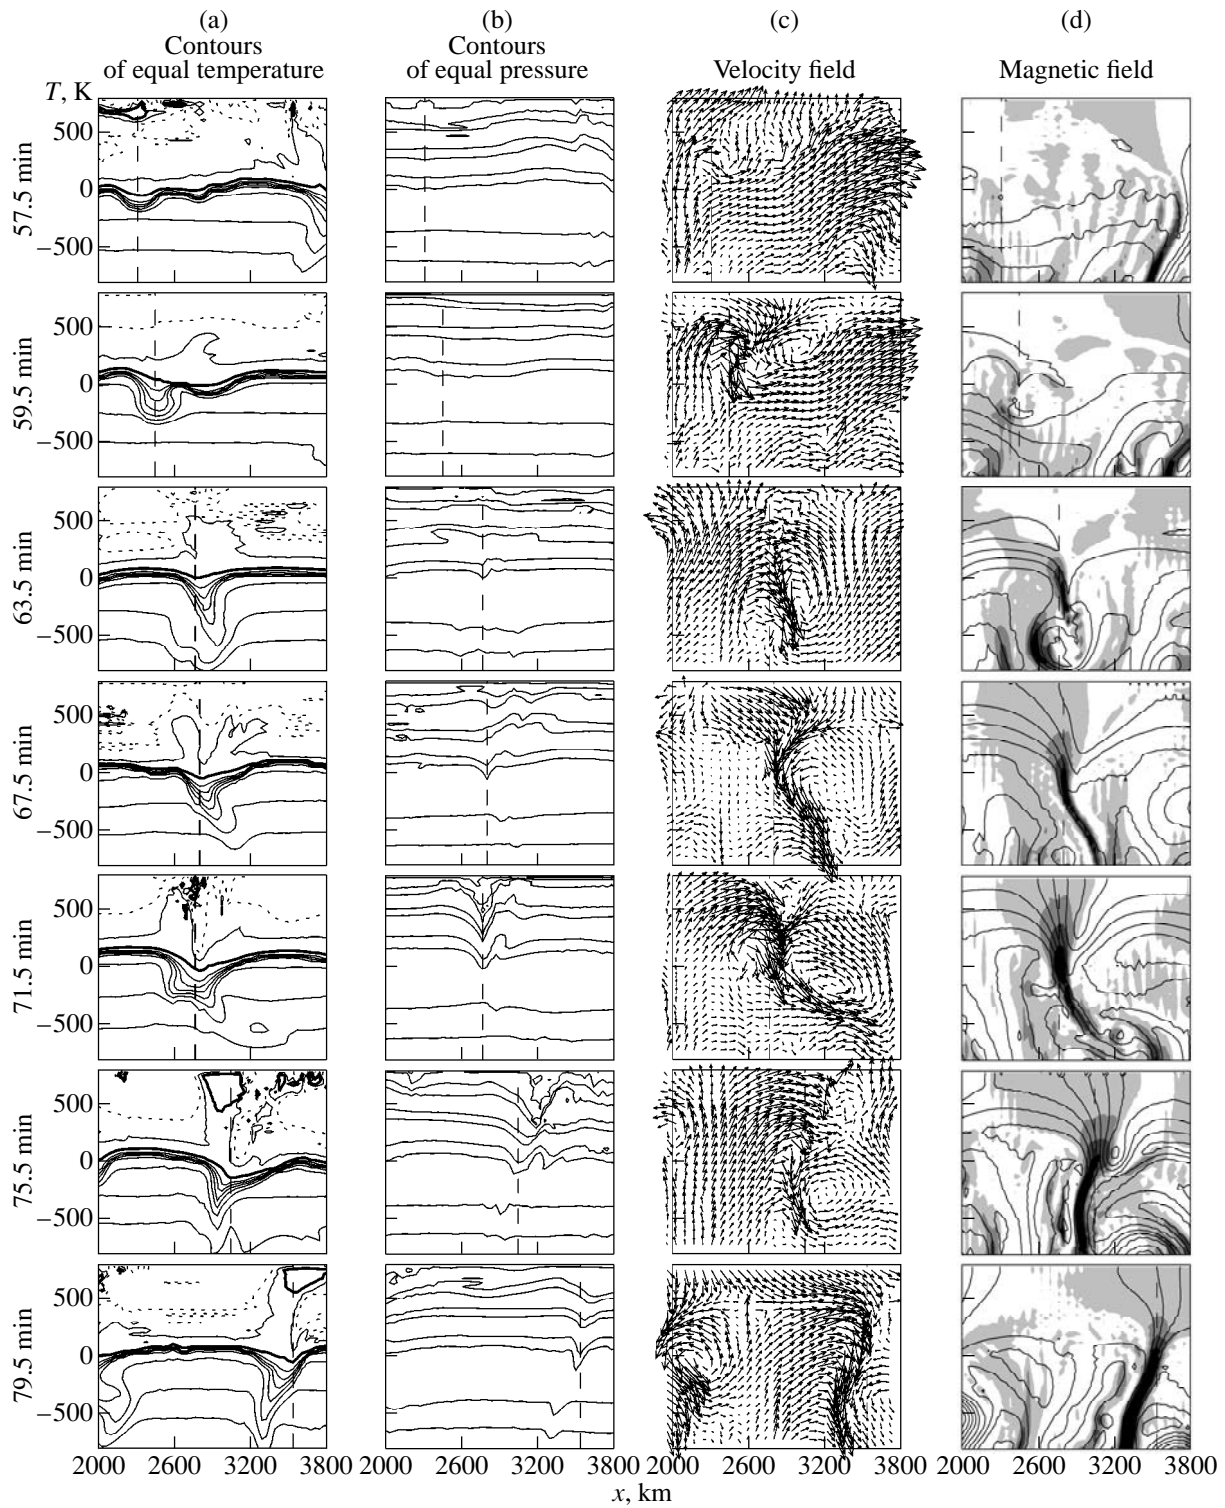 (a) (b) (c) (d)
Contours of equal temperature
Contours of equal pressure
Velocity field
Magnetic field
T, K
57.5 min
500
0
−500
59.5 min
500
0
−500
63.5 min
500
0
−500
67.5 min
500
0
−500
71.5 min
500
0
−500
75.5 min
500
0
−500
79.5 min
500
0
−500
2000 2600 3200 3800 2000 2600 3200 3800 2000 2600 3200 3800 2000 2600 3200 3800
x, km